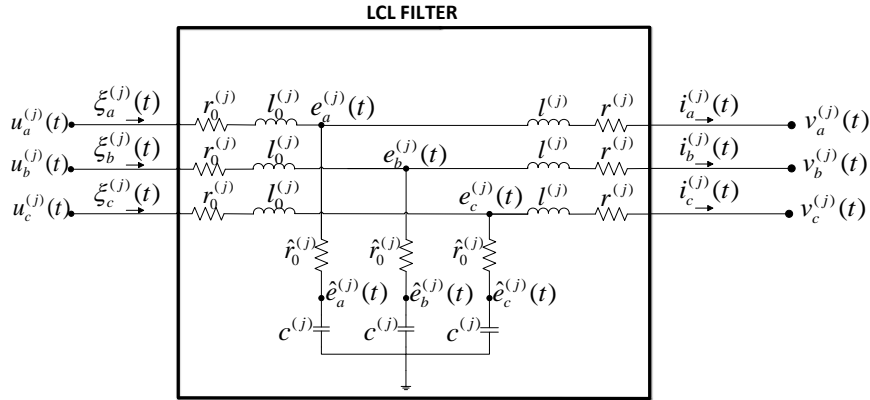 LCL FILTER
u_a^{(j)}(t) ξ_a^{(j)}(t) r_0^{(j)} l_0^{(j)} e_a^{(j)}(t) l^{(j)} r^{(j)} i_a^{(j)}(t) v_a^{(j)}(t)
u_b^{(j)}(t) ξ_b^{(j)}(t) r_0^{(j)} l_0^{(j)} e_b^{(j)}(t) l^{(j)} r^{(j)} i_b^{(j)}(t) v_b^{(j)}(t)
u_c^{(j)}(t) ξ_c^{(j)}(t) r_0^{(j)} l_0^{(j)} e_c^{(j)}(t) l^{(j)} r^{(j)} i_c^{(j)}(t) v_c^{(j)}(t)
r̂_0^{(j)} r̂_0^{(j)} r̂_0^{(j)}
ê_a^{(j)}(t) ê_b^{(j)}(t) ê_c^{(j)}(t)
c^{(j)} c^{(j)} c^{(j)}